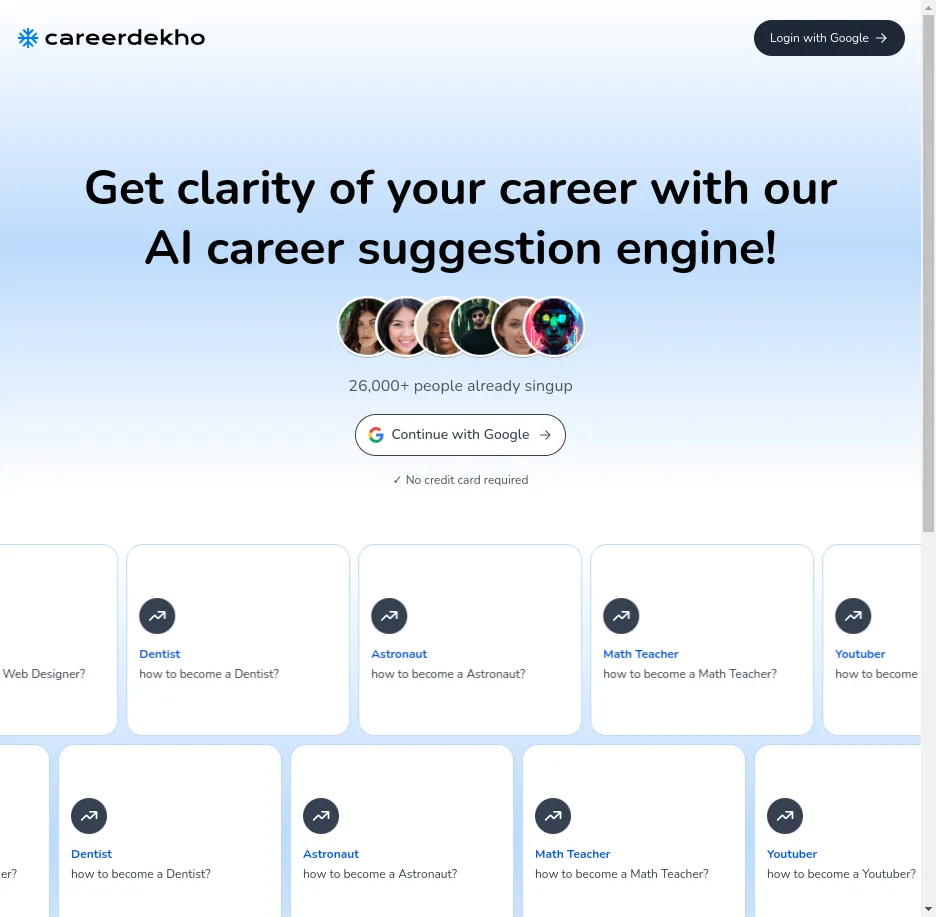 careerdekho
Login with Google
Get clarity of your career with our
AI career suggestion engine!
26,000+ people already singup
Continue with Google
✓ No credit card required
Web Designer?
Dentist
how to become a Dentist?
Astronaut
how to become a Astronaut?
Math Teacher
how to become a Math Teacher?
Youtuber
how to become
er?
Dentist
how to become a Dentist?
Astronaut
how to become a Astronaut?
Math Teacher
how to become a Math Teacher?
Youtuber
how to become a Youtuber?